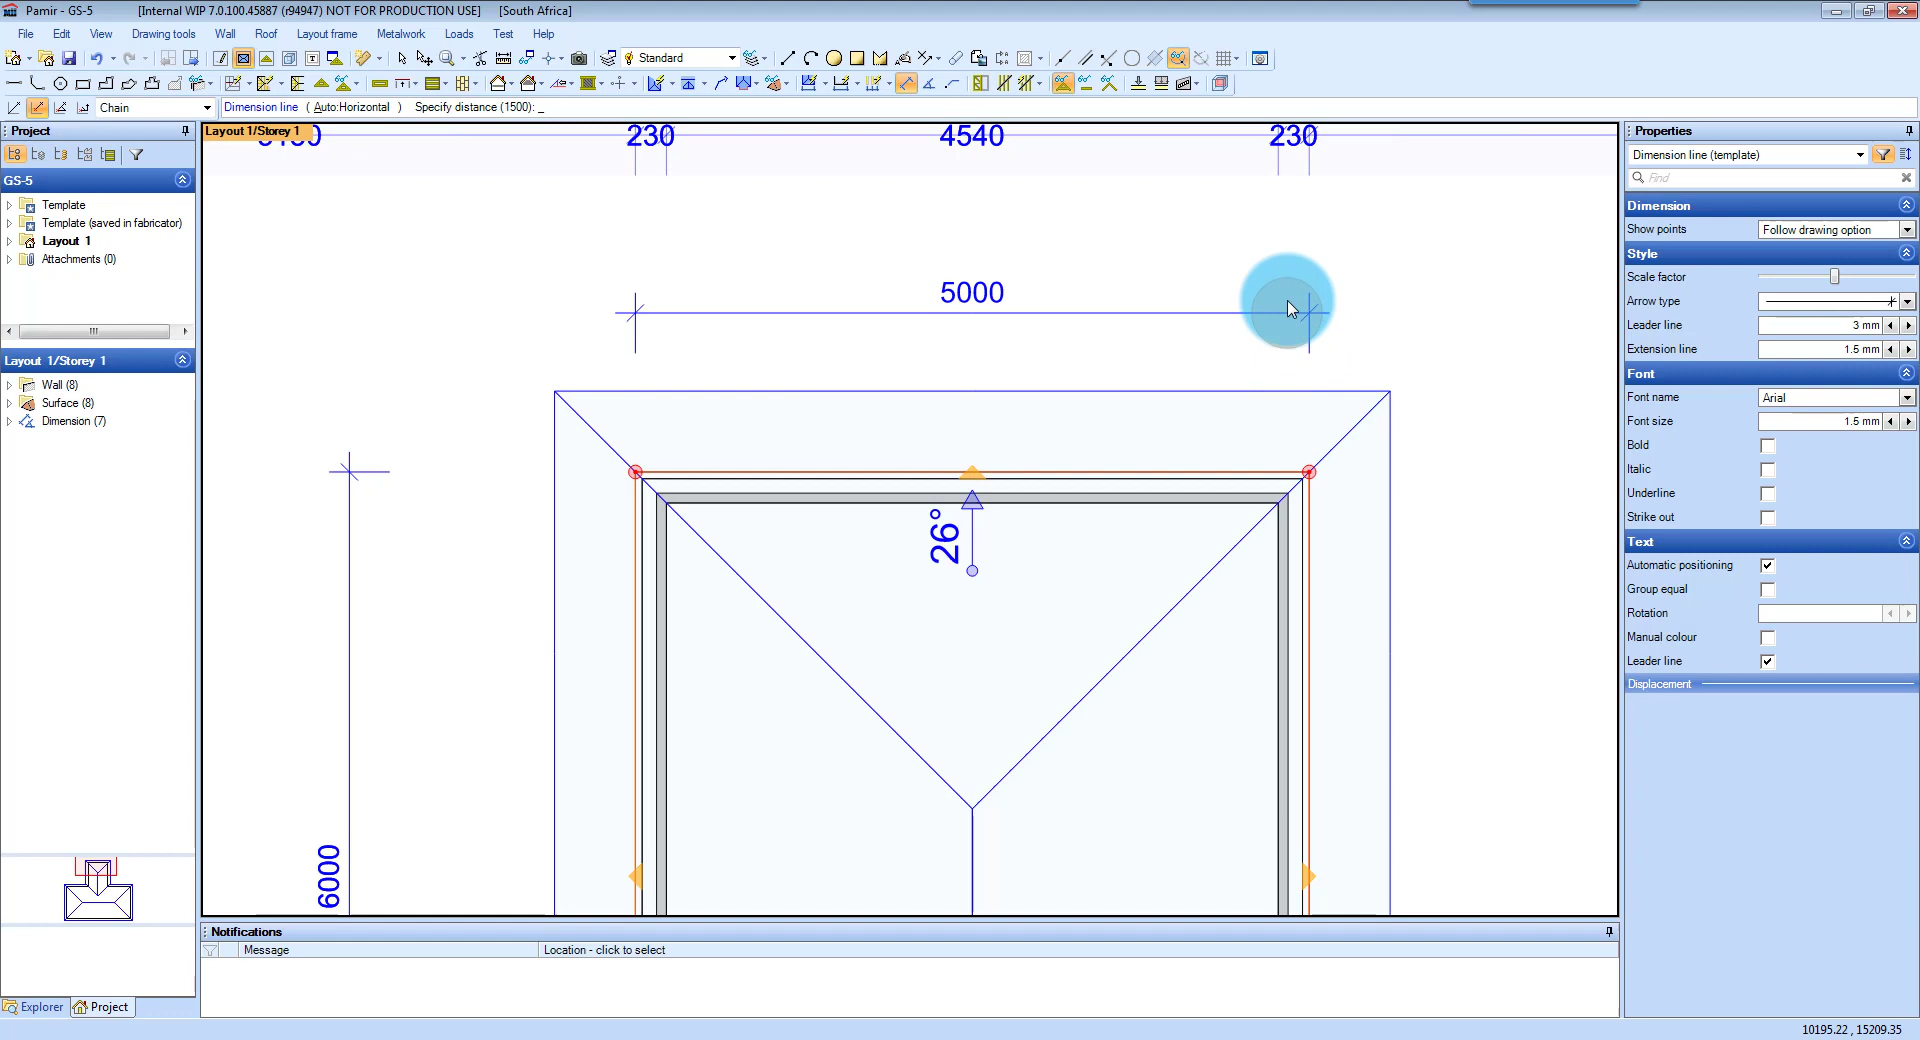 Pamir - GS-5 [Internal WIP 7.0.100.45887 (r94947) NOT FOR PRODUCTION USE] [South Africa]
File Edit View Drawing tools Wall Roof Layout frame Metalwork Loads Test Help
Standard
Chain Dimension line ( Auto:Horizontal ) Specify distance (1500): _
Project
GS-5
Template
Template (saved in fabricator)
Layout 1
Attachments (0)
Layout 1/Storey 1
Wall (8)
Surface (8)
Dimension (7)
Explorer Project
Layout 1/Storey 1
230 4540 230
5000
26°
6000
Notifications
Message Location - click to select
Properties
Dimension line (template)
Find
Dimension
Show points Follow drawing option
Style
Scale factor
Arrow type
Leader line 3 mm
Extension line 1.5 mm
Font
Font name Arial
Font size 1.5 mm
Bold
Italic
Underline
Strike out
Text
Automatic positioning
Group equal
Rotation
Manual colour
Leader line
Displacement
10195.22 , 15209.35